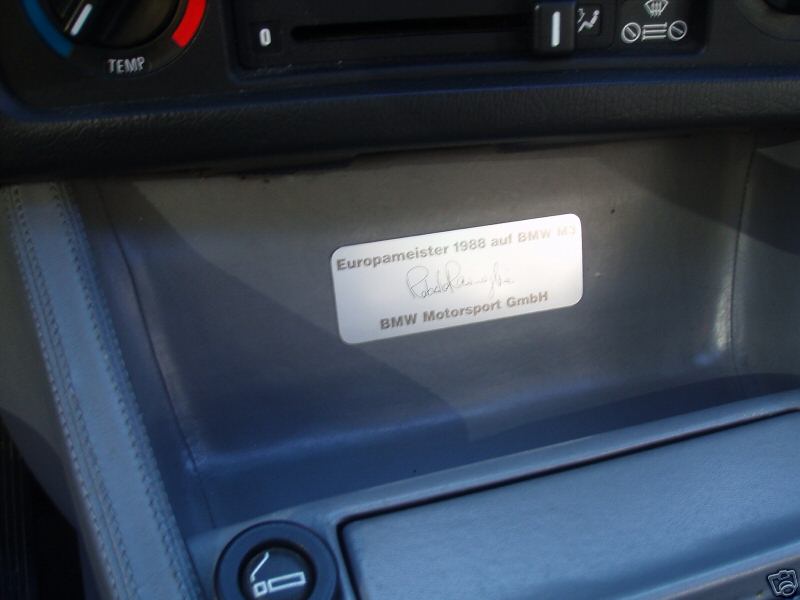 TEMP
0
Europameister 1988 auf BMW M3
BMW Motorsport GmbH